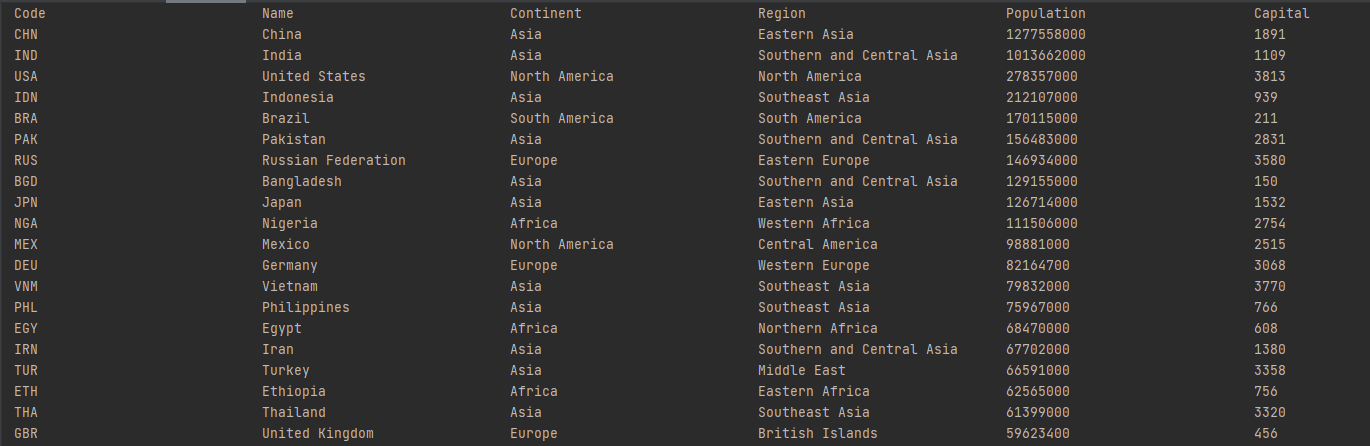 Code Name Continent Region Population Capital
CHN China Asia Eastern Asia 1277558000 1891
IND India Asia Southern and Central Asia 1013662000 1109
USA United States North America North America 278357000 3813
IDN Indonesia Asia Southeast Asia 212107000 939
BRA Brazil South America South America 170115000 211
PAK Pakistan Asia Southern and Central Asia 156483000 2831
RUS Russian Federation Europe Eastern Europe 146934000 3580
BGD Bangladesh Asia Southern and Central Asia 129155000 150
JPN Japan Asia Eastern Asia 126714000 1532
NGA Nigeria Africa Western Africa 111506000 2754
MEX Mexico North America Central America 98881000 2515
DEU Germany Europe Western Europe 82164700 3068
VNM Vietnam Asia Southeast Asia 79832000 3770
PHL Philippines Asia Southeast Asia 75967000 766
EGY Egypt Africa Northern Africa 68470000 608
IRN Iran Asia Southern and Central Asia 67702000 1380
TUR Turkey Asia Middle East 66591000 3358
ETH Ethiopia Africa Eastern Africa 62565000 756
THA Thailand Asia Southeast Asia 61399000 3320
GBR United Kingdom Europe British Islands 59623400 456